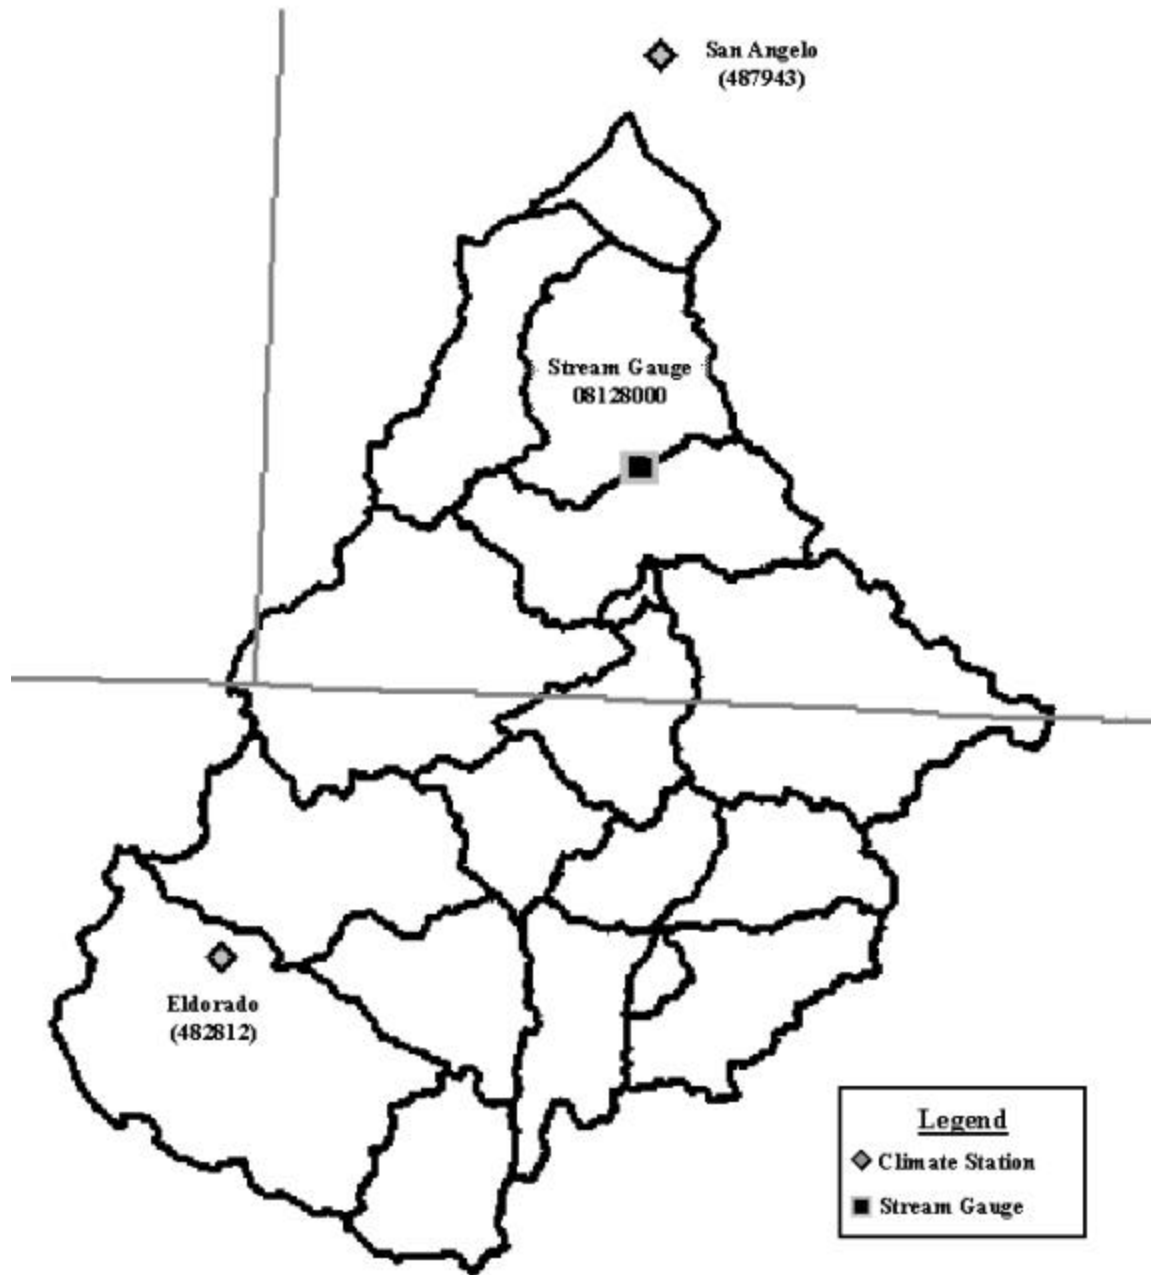 San Angelo
(487943)
Stream Gauge
08128000
Eldorado
(482812)
Legend
Climate Station
Stream Gauge